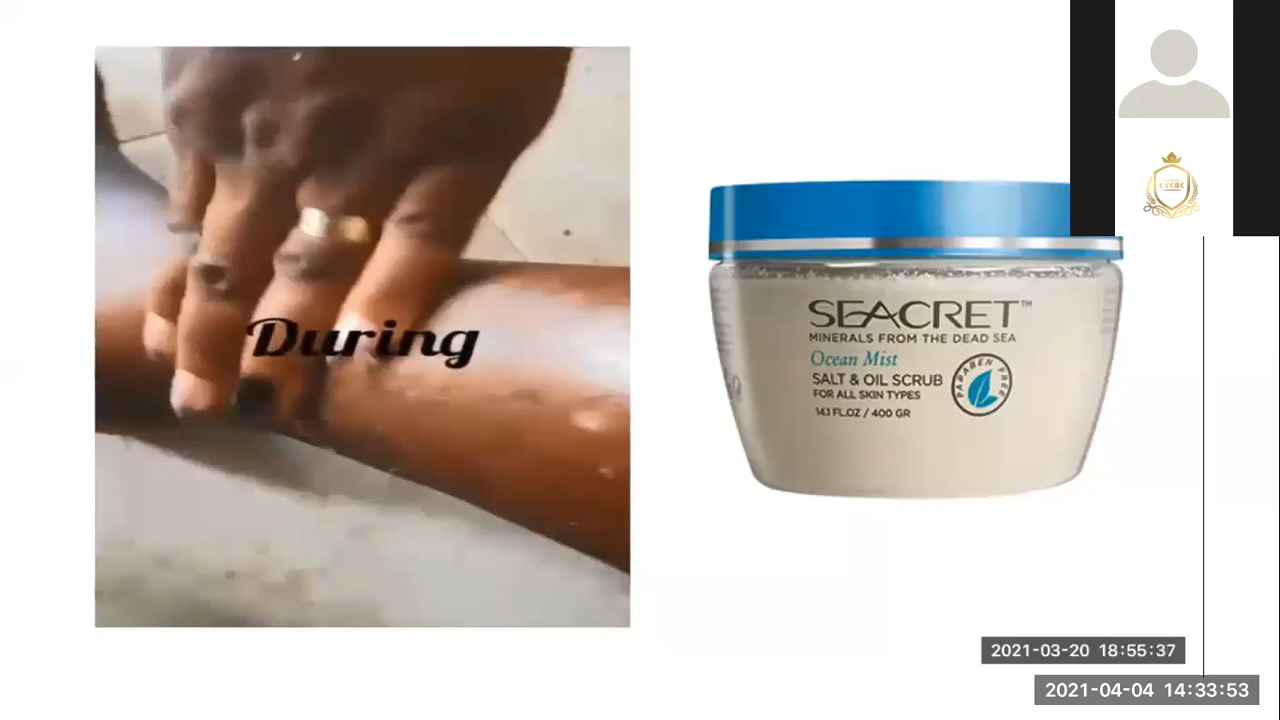 During
SEACRET™
MINERALS FROM THE DEAD SEA
Ocean Mist
SALT & OIL SCRUB
FOR ALL SKIN TYPES
14.1 FL.OZ / 400 GR
PARABEN FREE
2021-03-20 18:55:37
2021-04-04 14:33:53